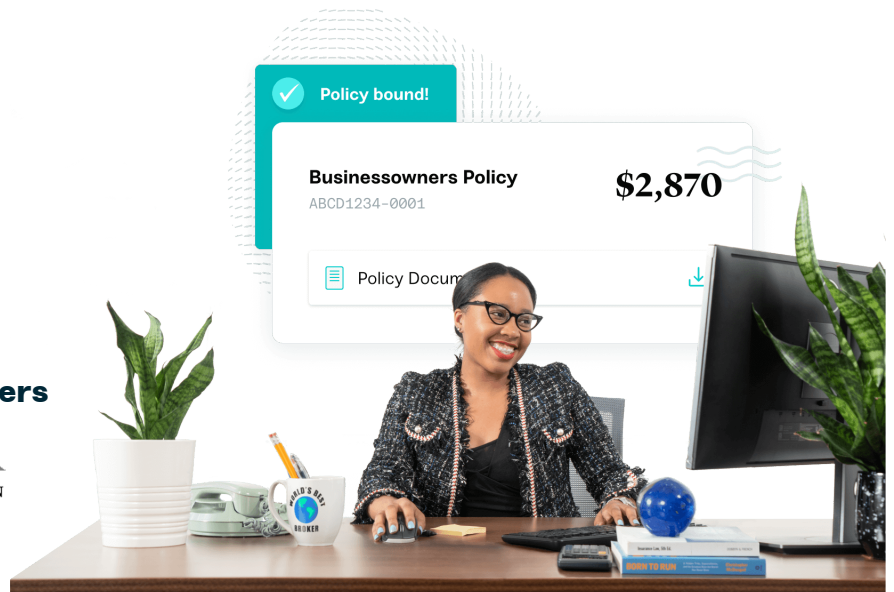 Policy bound!
Businessowners Policy
$2,870
ABCD1234-0001
Policy Docum
ers
N
WORLD'S BEST
BROKER
BORN TO RUN